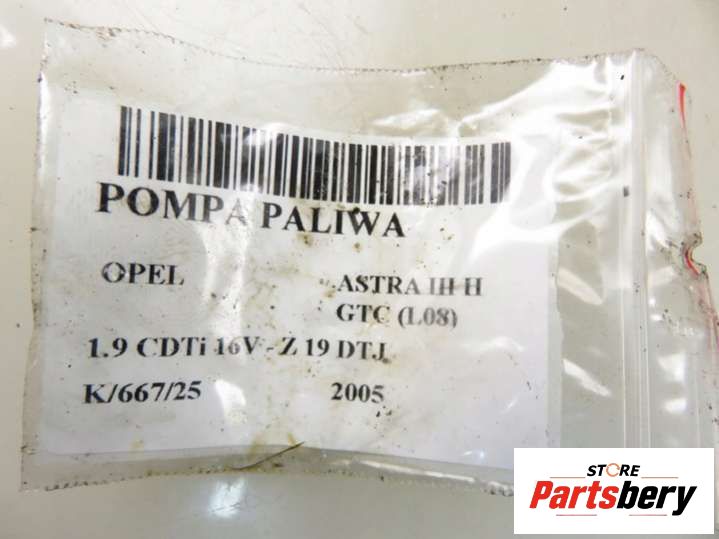 POMPA PALIWA
OPEL ASTRA III H
GTC (L08)
1.9 CDTi 16V - Z 19 DTJ
K/667/25 2005
STORE
Partsbery